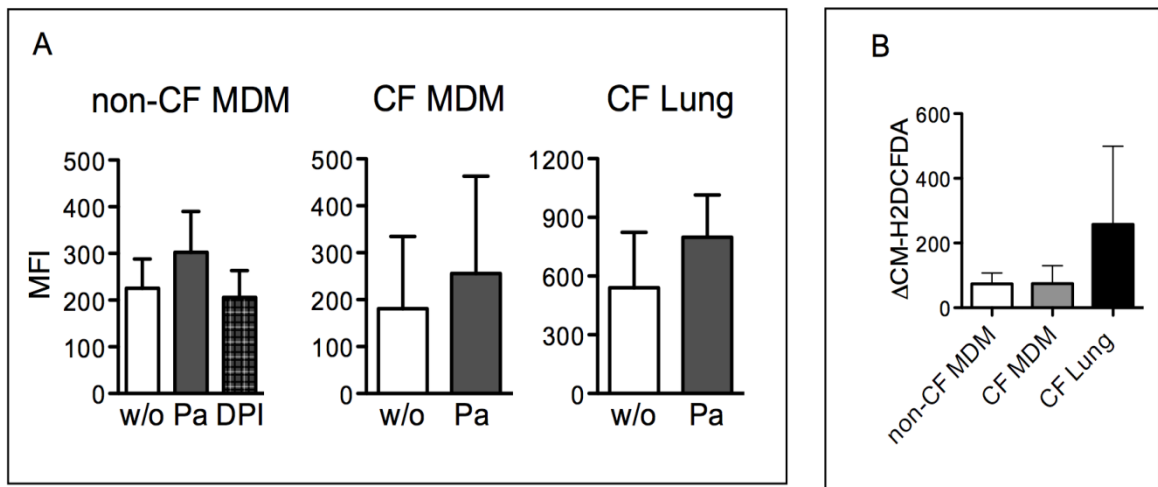 A
non-CF MDM
CF MDM
CF Lung
MFI
500
400
300
200
100
0
w/o Pa DPI
500
400
300
200
100
0
w/o Pa
1200
900
600
300
0
w/o Pa
B
ΔCM-H2DCFDA
600
400
200
0
non-CF MDM
CF MDM
CF Lung